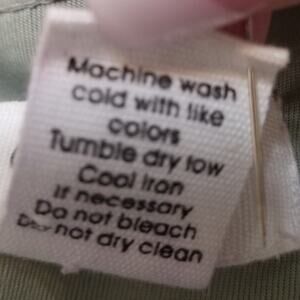 Machine wash
cold with like
colors
Tumble dry low
Cool iron
if necessary
Do not bleach
Do not dry clean